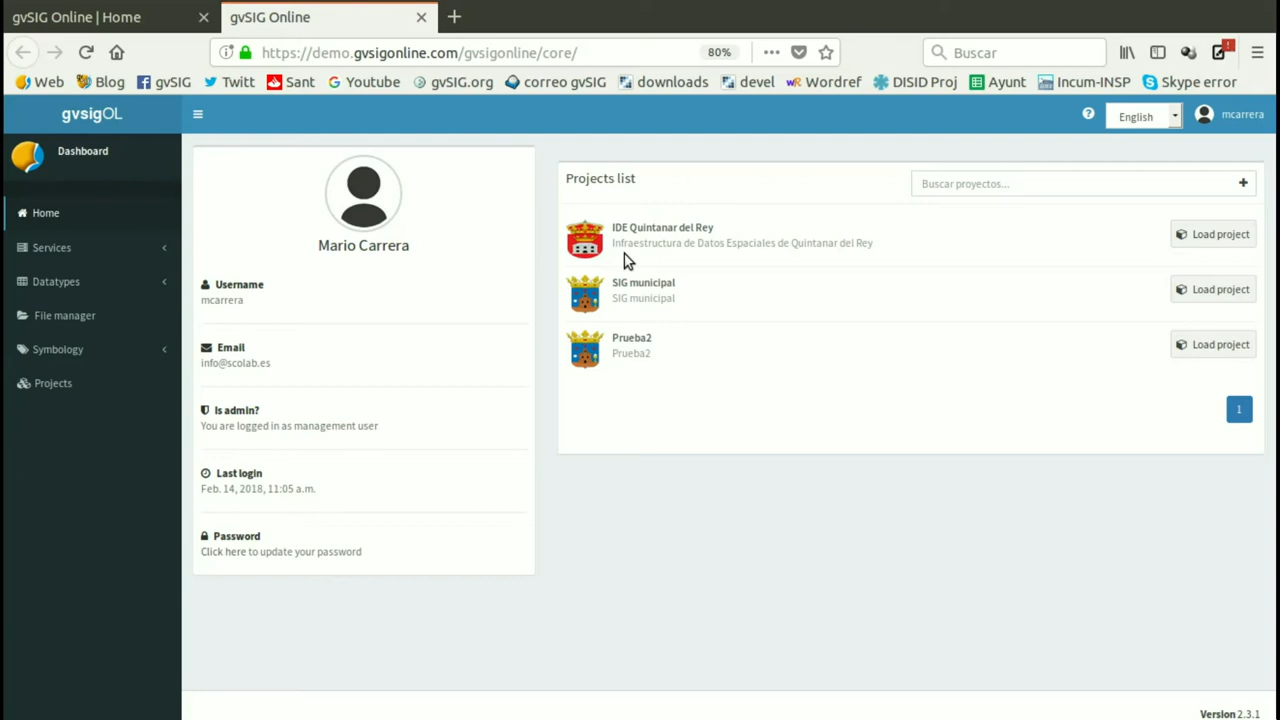 gvSIG Online | Home
gvSIG Online
https://demo.gvsigonline.com/gvsigonline/core/
80%
Buscar
Web
Blog
gvSIG
Twitt
Sant
Youtube
gvSIG.org
correo gvSIG
downloads
devel
Wordref
DISID Proj
Ayunt
Incum-INSP
Skype error
gvsigOL
English
mcarrera
Dashboard
Home
Services
Datatypes
File manager
Symbology
Projects
Mario Carrera
Username
mcarrera
Email
info@scolab.es
Is admin?
You are logged in as management user
Last login
Feb. 14, 2018, 11:05 a.m.
Password
Click here to update your password
Projects list
Buscar proyectos...
IDE Quintanar del Rey
Infraestructura de Datos Espaciales de Quintanar del Rey
Load project
SIG municipal
SIG municipal
Load project
Prueba2
Prueba2
Load project
1
Version 2.3.1